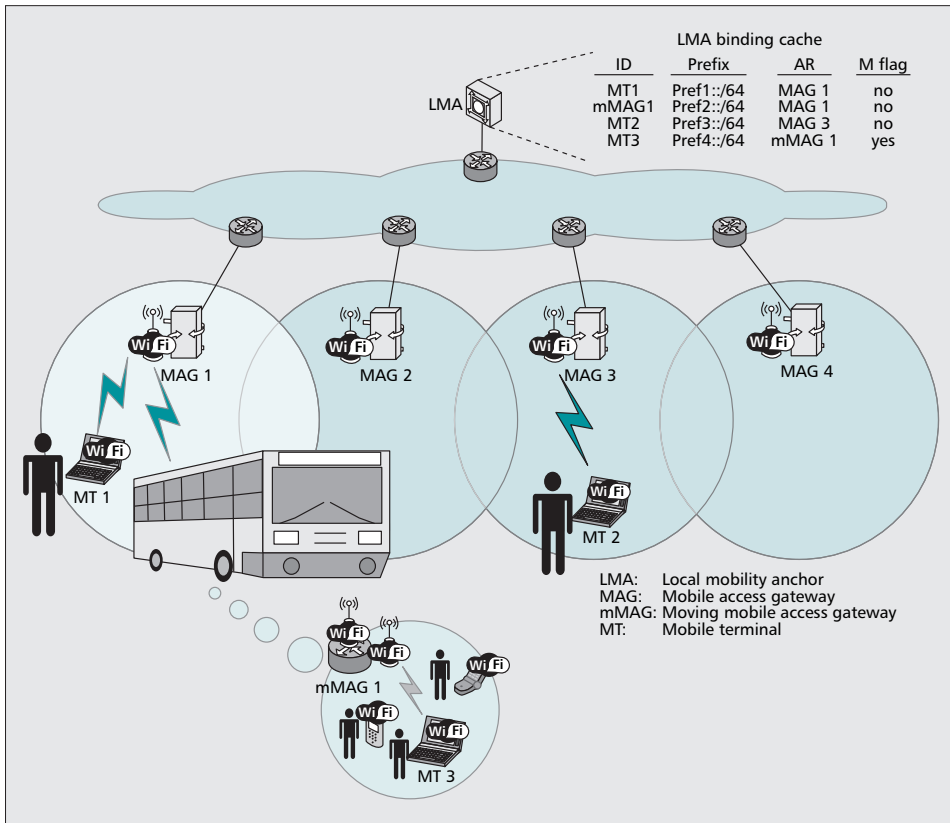 LMA binding cache
ID Prefix AR M flag
MT1 Pref1::/64 MAG 1 no
mMAG1 Pref2::/64 MAG 1 no
MT2 Pref3::/64 MAG 3 no
MT3 Pref4::/64 mMAG 1 yes
LMA
Wi Fi
Wi Fi
Wi Fi
Wi Fi
MAG 1
MAG 2
MAG 3
MAG 4
Wi Fi
MT 1
Wi Fi
MT 2
LMA: Local mobility anchor
MAG: Mobile access gateway
mMAG: Moving mobile access gateway
MT: Mobile terminal
Wi Fi
Wi Fi
mMAG 1
Wi Fi
Wi Fi
Wi Fi
MT 3